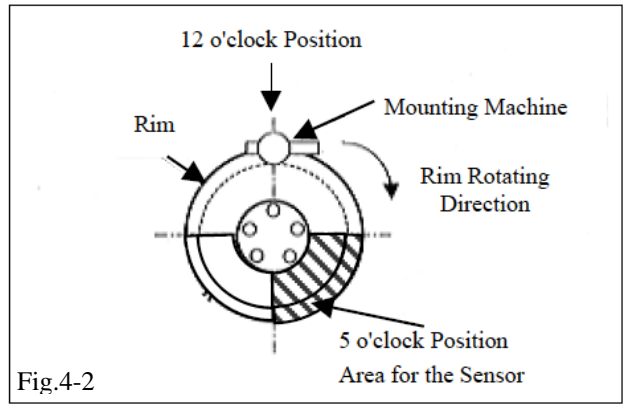 12 o'clock Position
Mounting Machine
Rim
Rim Rotating
Direction
5 o'clock Position
Area for the Sensor
Fig.4-2